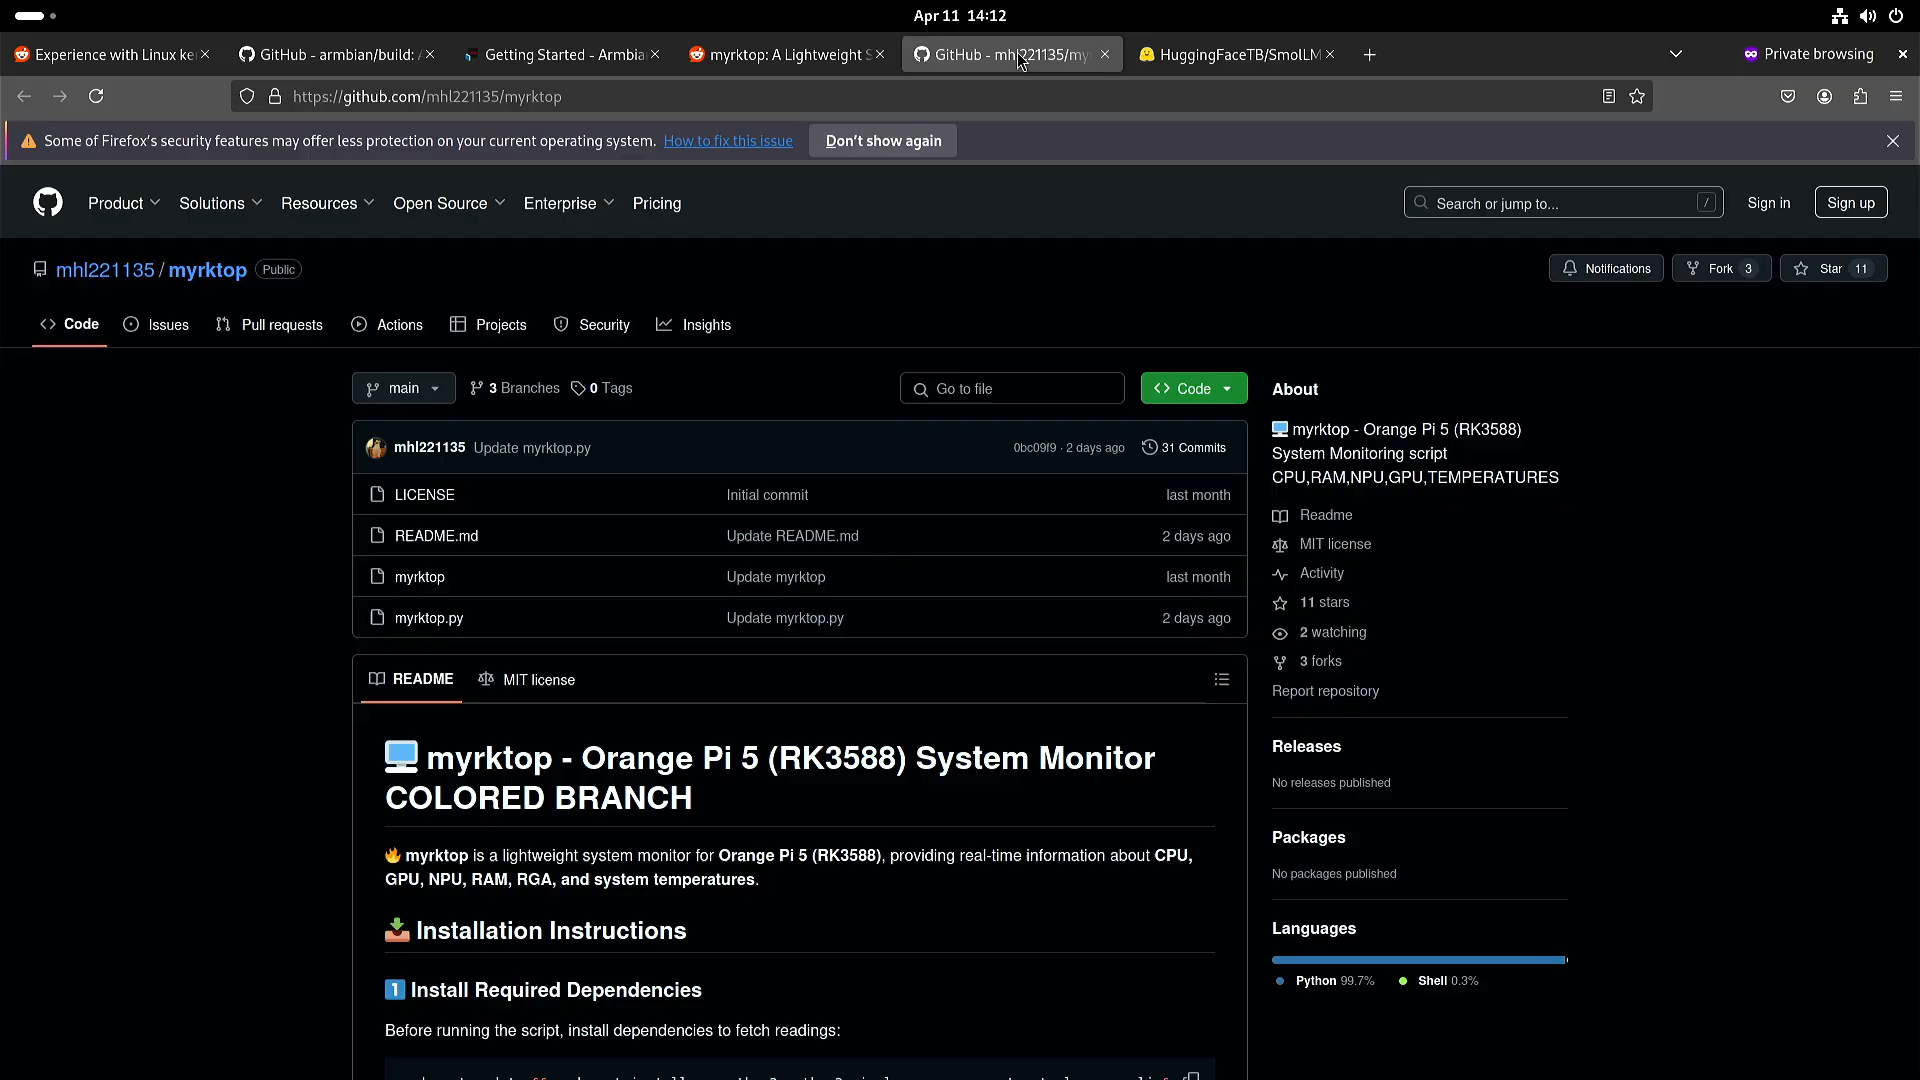 Apr 11 14:12
Experience with Linux ke
GitHub - armbian/build:
Getting Started - Armbia
myrktop: A Lightweight S
GitHub - mhl221135/my
HuggingFaceTB/SmolLM
Private browsing
https://github.com/mhl221135/myrktop
Some of Firefox's security features may offer less protection on your current operating system. How to fix this issue Don't show again
Product Solutions Resources Open Source Enterprise Pricing Search or jump to... / Sign in Sign up
mhl221135 / myrktop Public Notifications Fork 3 Star 11
Code Issues Pull requests Actions Projects Security Insights
main 3 Branches 0 Tags Go to file Code
mhl221135 Update myrktop.py 0bc09f9 · 2 days ago 31 Commits
LICENSE Initial commit last month
README.md Update README.md 2 days ago
myrktop Update myrktop last month
myrktop.py Update myrktop.py 2 days ago
README MIT license
myrktop - Orange Pi 5 (RK3588) System Monitor
COLORED BRANCH
myrktop is a lightweight system monitor for Orange Pi 5 (RK3588), providing real-time information about CPU,
GPU, NPU, RAM, RGA, and system temperatures.
Installation Instructions
1 Install Required Dependencies
Before running the script, install dependencies to fetch readings:
About
myrktop - Orange Pi 5 (RK3588)
System Monitoring script
CPU,RAM,NPU,GPU,TEMPERATURES
Readme
MIT license
Activity
11 stars
2 watching
3 forks
Report repository
Releases
No releases published
Packages
No packages published
Languages
Python 99.7% Shell 0.3%